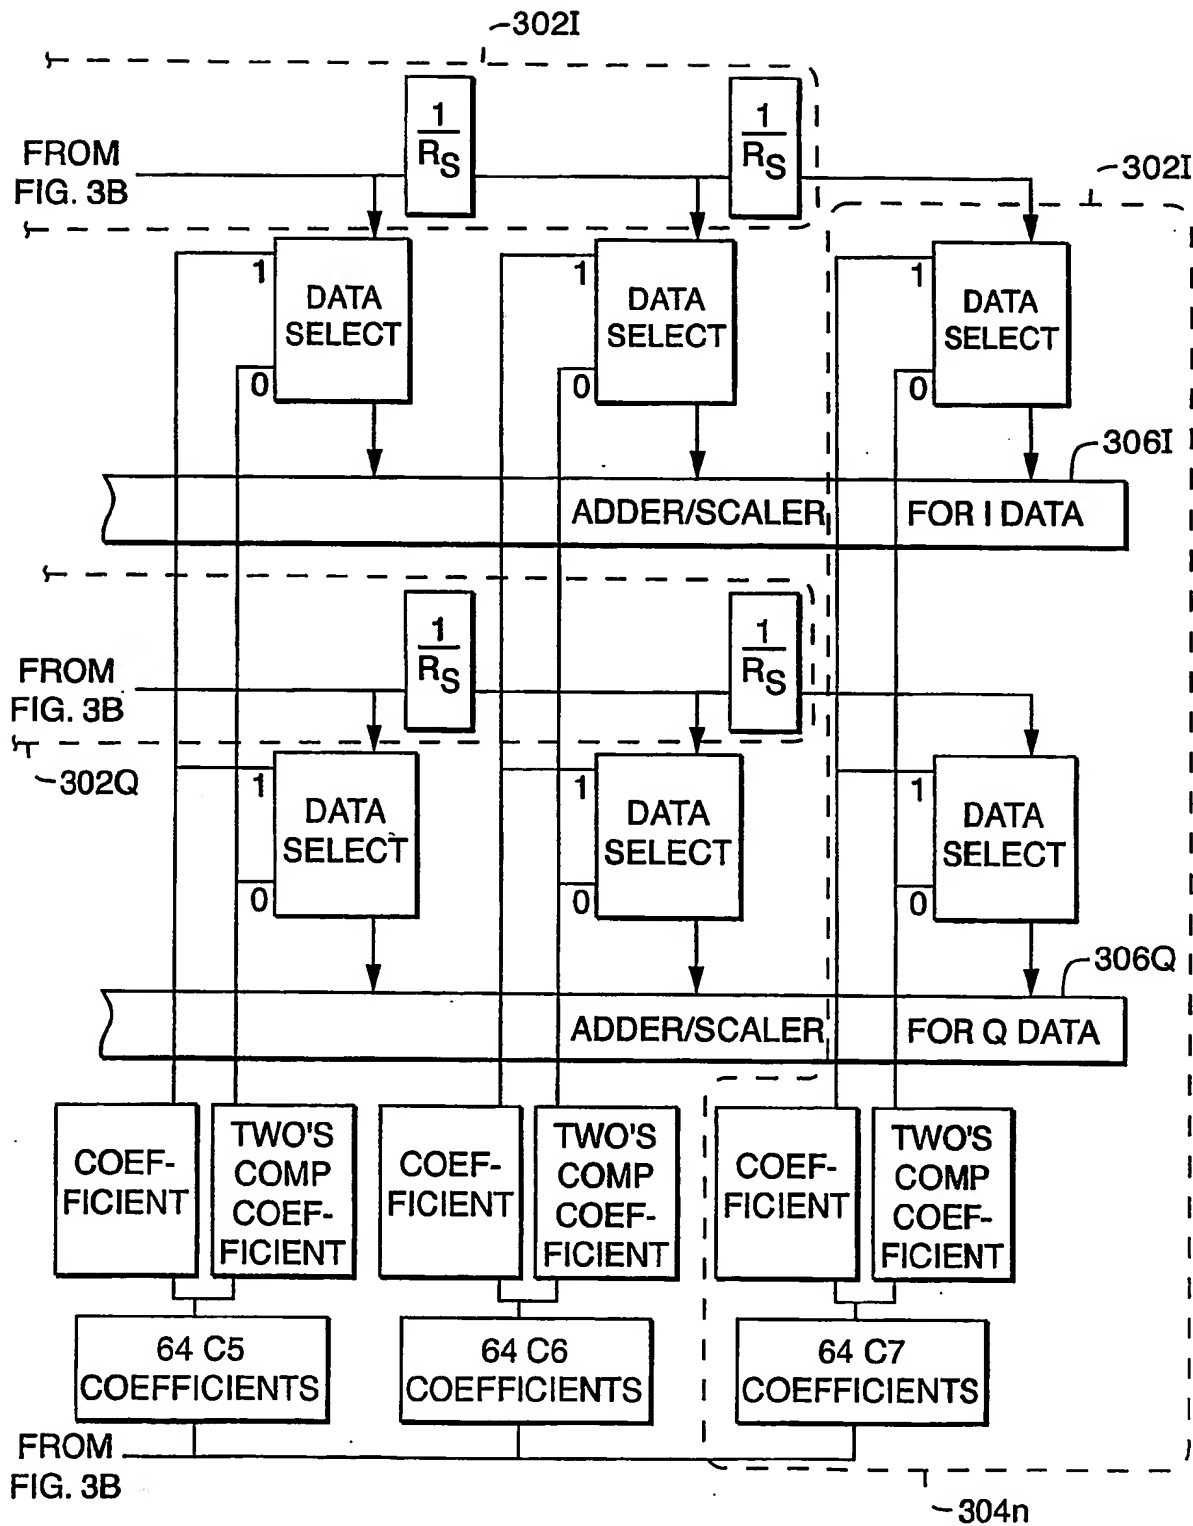 302I
1
RS
1
RS
FROM
FIG. 3B
302I
1
DATA
SELECT
0
1
DATA
SELECT
0
1
DATA
SELECT
0
306I
ADDER/SCALER FOR I DATA
1
RS
1
RS
FROM
FIG. 3B
302Q
1
DATA
SELECT
0
1
DATA
SELECT
0
1
DATA
SELECT
0
306Q
ADDER/SCALER FOR Q DATA
COEF-
FICIENT
TWO'S
COMP
COEF-
FICIENT
COEF-
FICIENT
TWO'S
COMP
COEF-
FICIENT
COEF-
FICIENT
TWO'S
COMP
COEF-
FICIENT
64 C5
COEFFICIENTS
64 C6
COEFFICIENTS
64 C7
COEFFICIENTS
FROM
FIG. 3B
304n